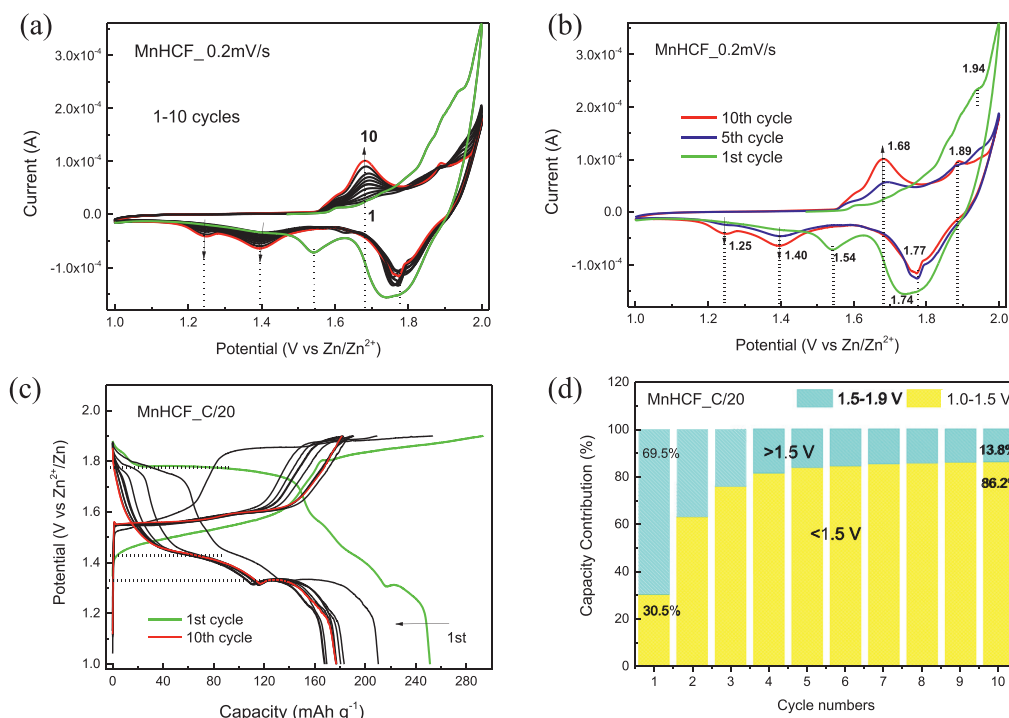 (a)
MnHCF_ 0.2mV/s
1-10 cycles
10
1
3.0x10⁻⁴
2.0x10⁻⁴
1.0x10⁻⁴
0.0
-1.0x10⁻⁴
Current (A)
1.0 1.2 1.4 1.6 1.8 2.0
Potential (V vs Zn/Zn²⁺)
(b)
MnHCF_ 0.2mV/s
10th cycle
5th cycle
1st cycle
1.94
1.68
1.89
1.25
1.40
1.54
1.77
1.74
3.0x10⁻⁴
2.0x10⁻⁴
1.0x10⁻⁴
0.0
-1.0x10⁻⁴
Current (A)
1.0 1.2 1.4 1.6 1.8 2.0
Potential (V vs Zn/Zn²⁺)
(c)
MnHCF_C/20
2.0
1.8
1.6
1.4
1.2
1.0
Potential (V vs Zn²⁺/Zn)
1st cycle
10th cycle
1st
0 40 80 120 160 200 240 280
Capacity (mAh g⁻¹)
(d)
MnHCF_C/20
1.5-1.9 V
1.0-1.5 V
69.5%
>1.5 V
13.8%
86.2%
<1.5 V
30.5%
120
100
80
60
40
20
0
Capacity Contribution (%)
1 2 3 4 5 6 7 8 9 10
Cycle numbers